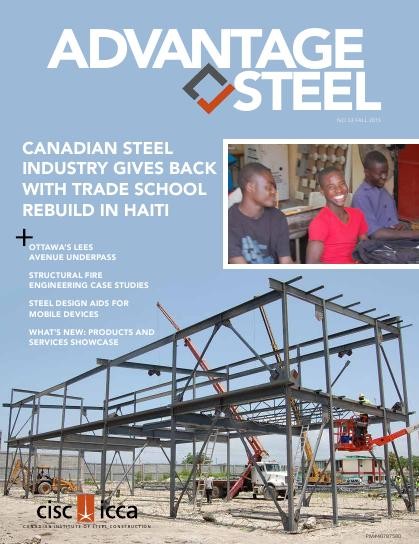 ADVANTAGE
STEEL
NO 53 FALL 2015
CANADIAN STEEL
INDUSTRY GIVES BACK
WITH TRADE SCHOOL
REBUILD IN HAITI
+
OTTAWA'S LEES
AVENUE UNDERPASS
STRUCTURAL FIRE
ENGINEERING CASE STUDIES
STEEL DESIGN AIDS FOR
MOBILE DEVICES
WHAT'S NEW: PRODUCTS AND
SERVICES SHOWCASE
cisc icca
CANADIAN INSTITUTE OF STEEL CONSTRUCTION
PM#40787580